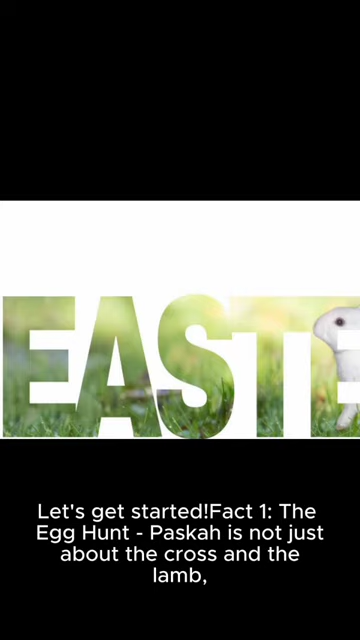 EASTE
Let's get started!Fact 1: The
Egg Hunt - Paskah is not just
about the cross and the
lamb,